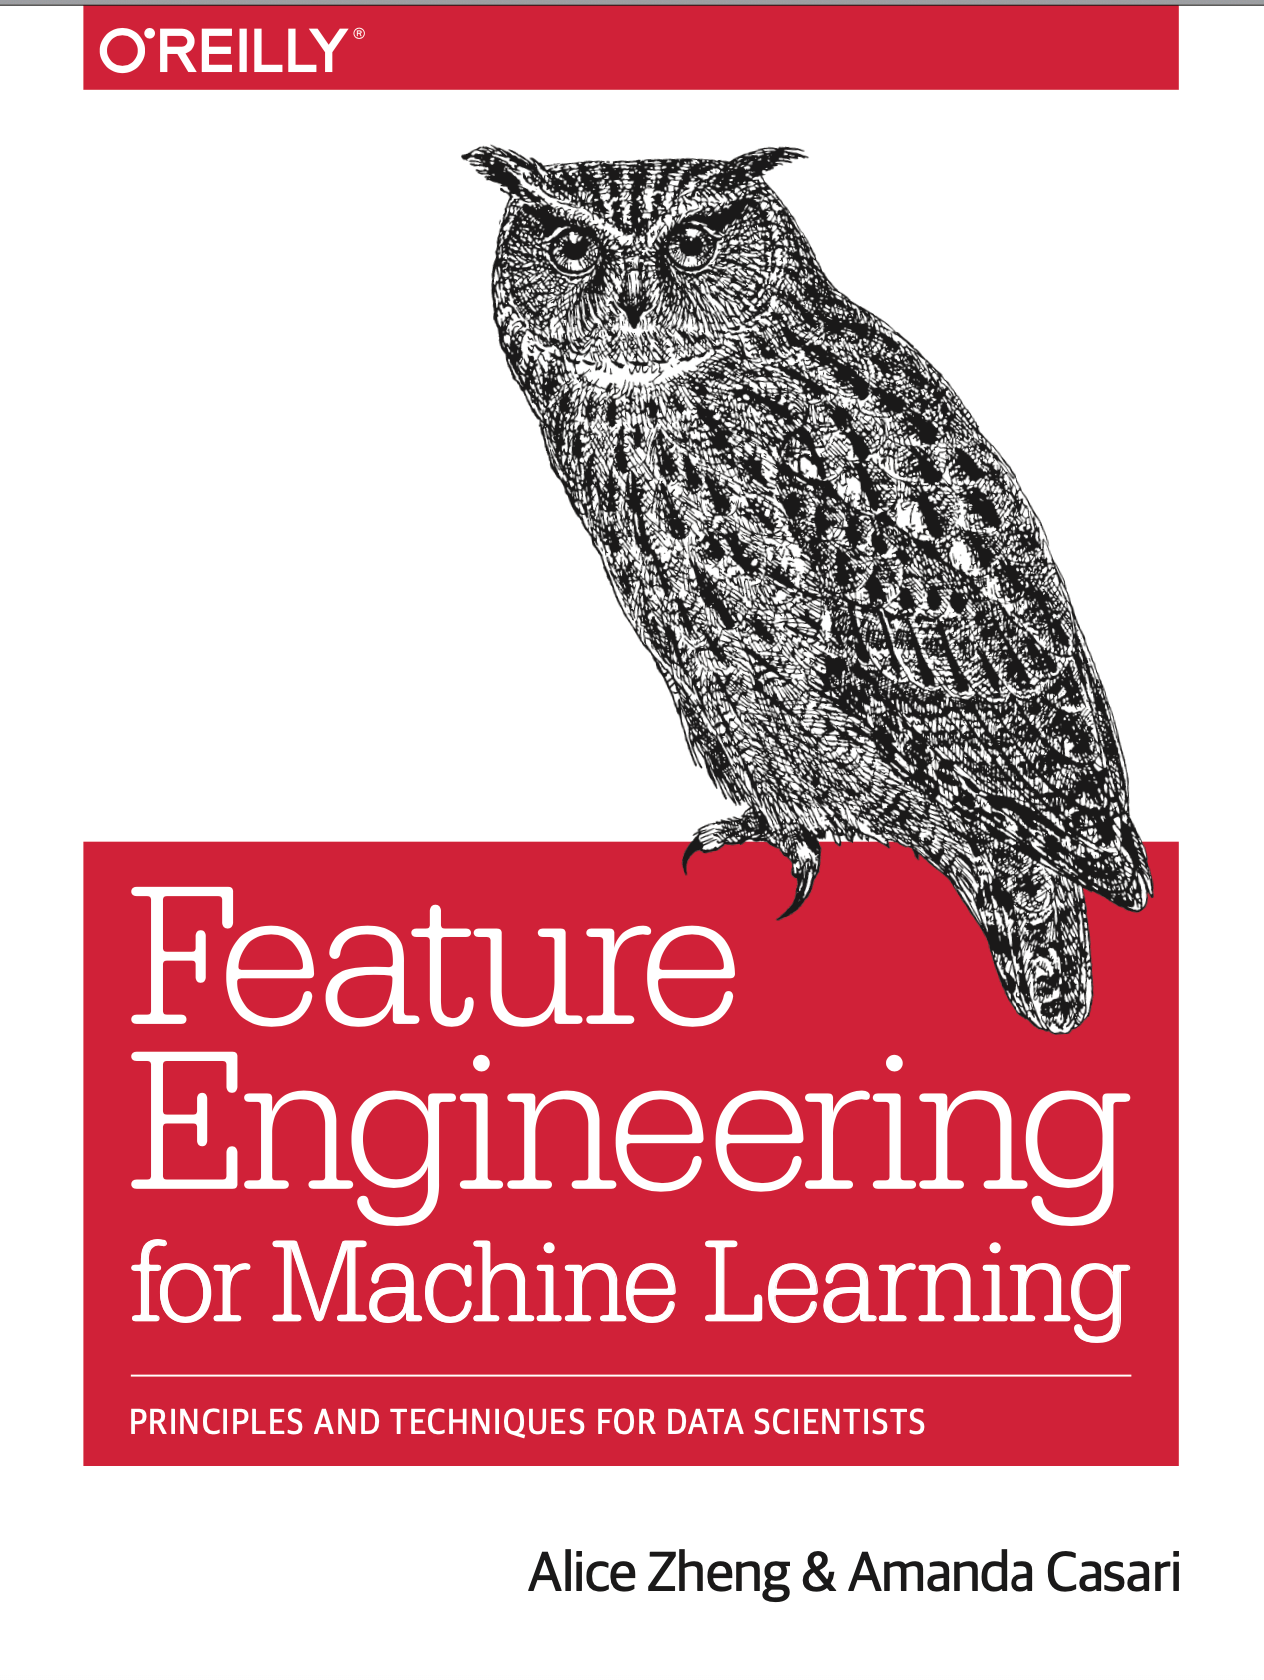 O'REILLY®
Feature
Engineering
for Machine Learning
PRINCIPLES AND TECHNIQUES FOR DATA SCIENTISTS
Alice Zheng & Amanda Casari